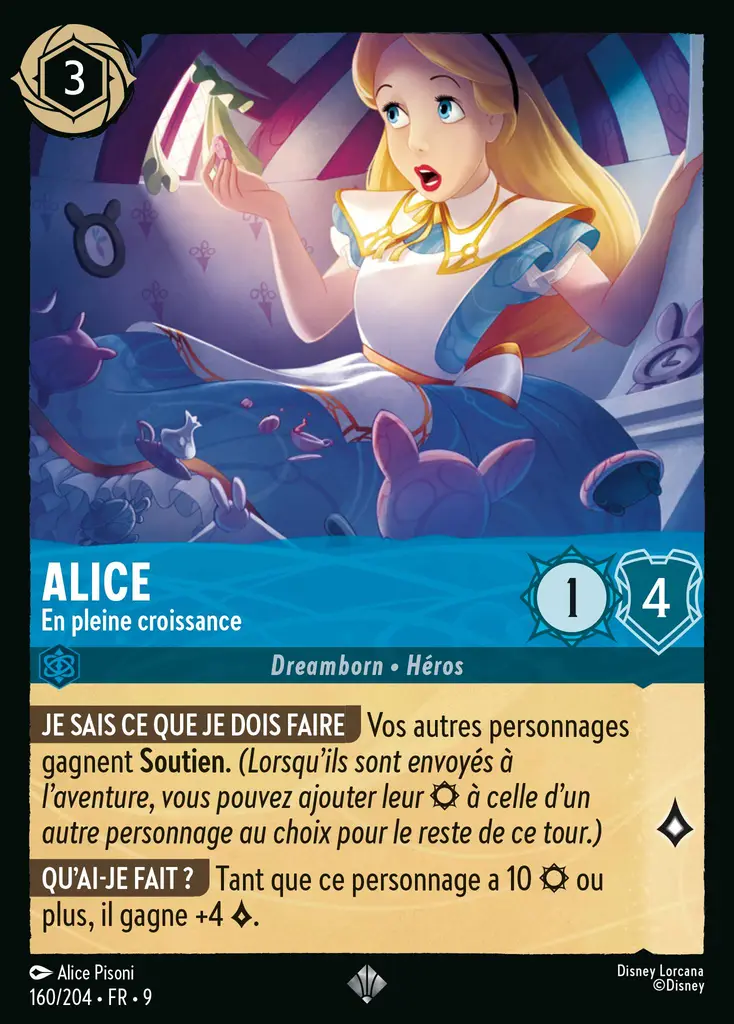 3
ALICE
En pleine croissance
1
4
Dreamborn • Héros
JE SAIS CE QUE JE DOIS FAIRE Vos autres personnages
gagnent Soutien. (Lorsqu'ils sont envoyés à
l'aventure, vous pouvez ajouter leur à celle d'un
autre personnage au choix pour le reste de ce tour.)
QU'AI-JE FAIT ? Tant que ce personnage a 10 ou
plus, il gagne +4 .
Alice Pisoni
160/204 • FR • 9
Disney Lorcana
©Disney